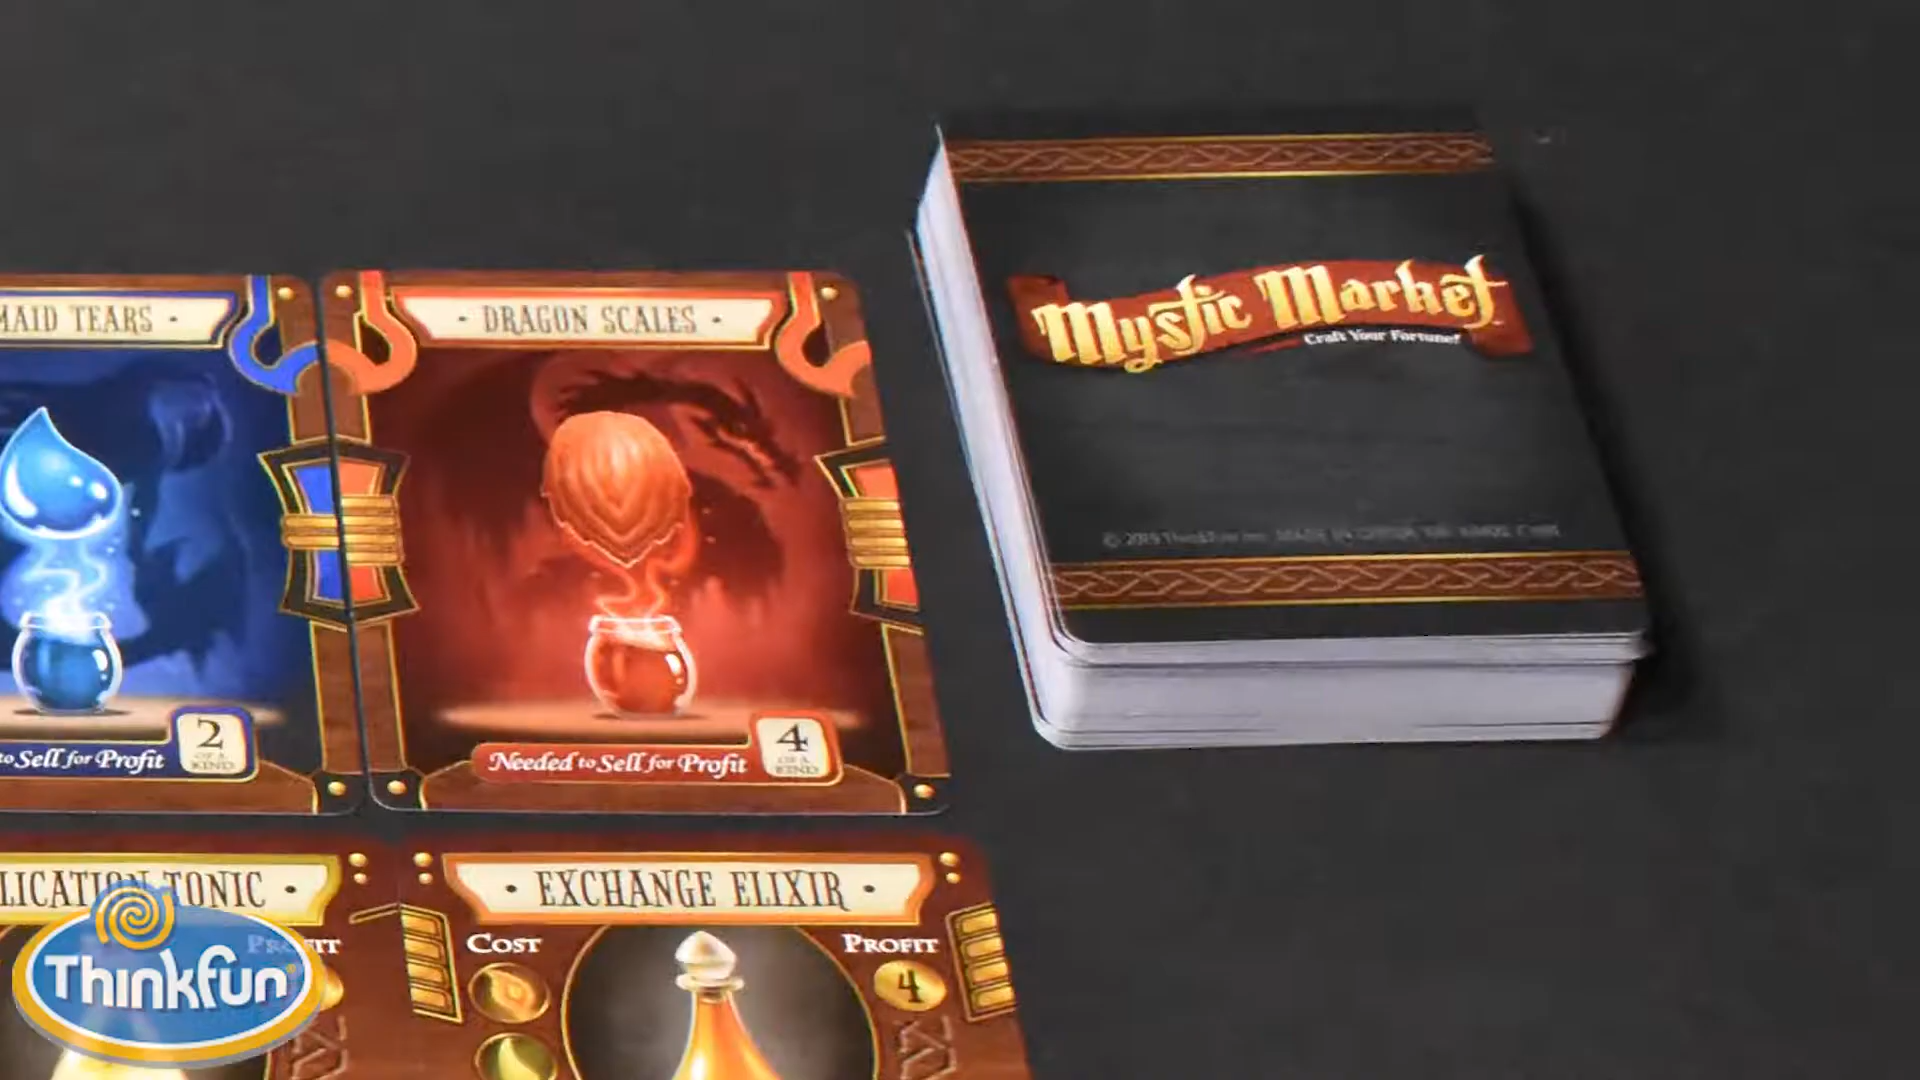 Mystic Market
Craft Your Fortune!
MAID TEARS
DRAGON SCALES
to Sell for Profit
2
OF A
KIND
Needed to Sell for Profit
4
OF A
KIND
LICATION TONIC
PROFIT
EXCHANGE ELIXIR
COST
PROFIT
4
ThinkFun